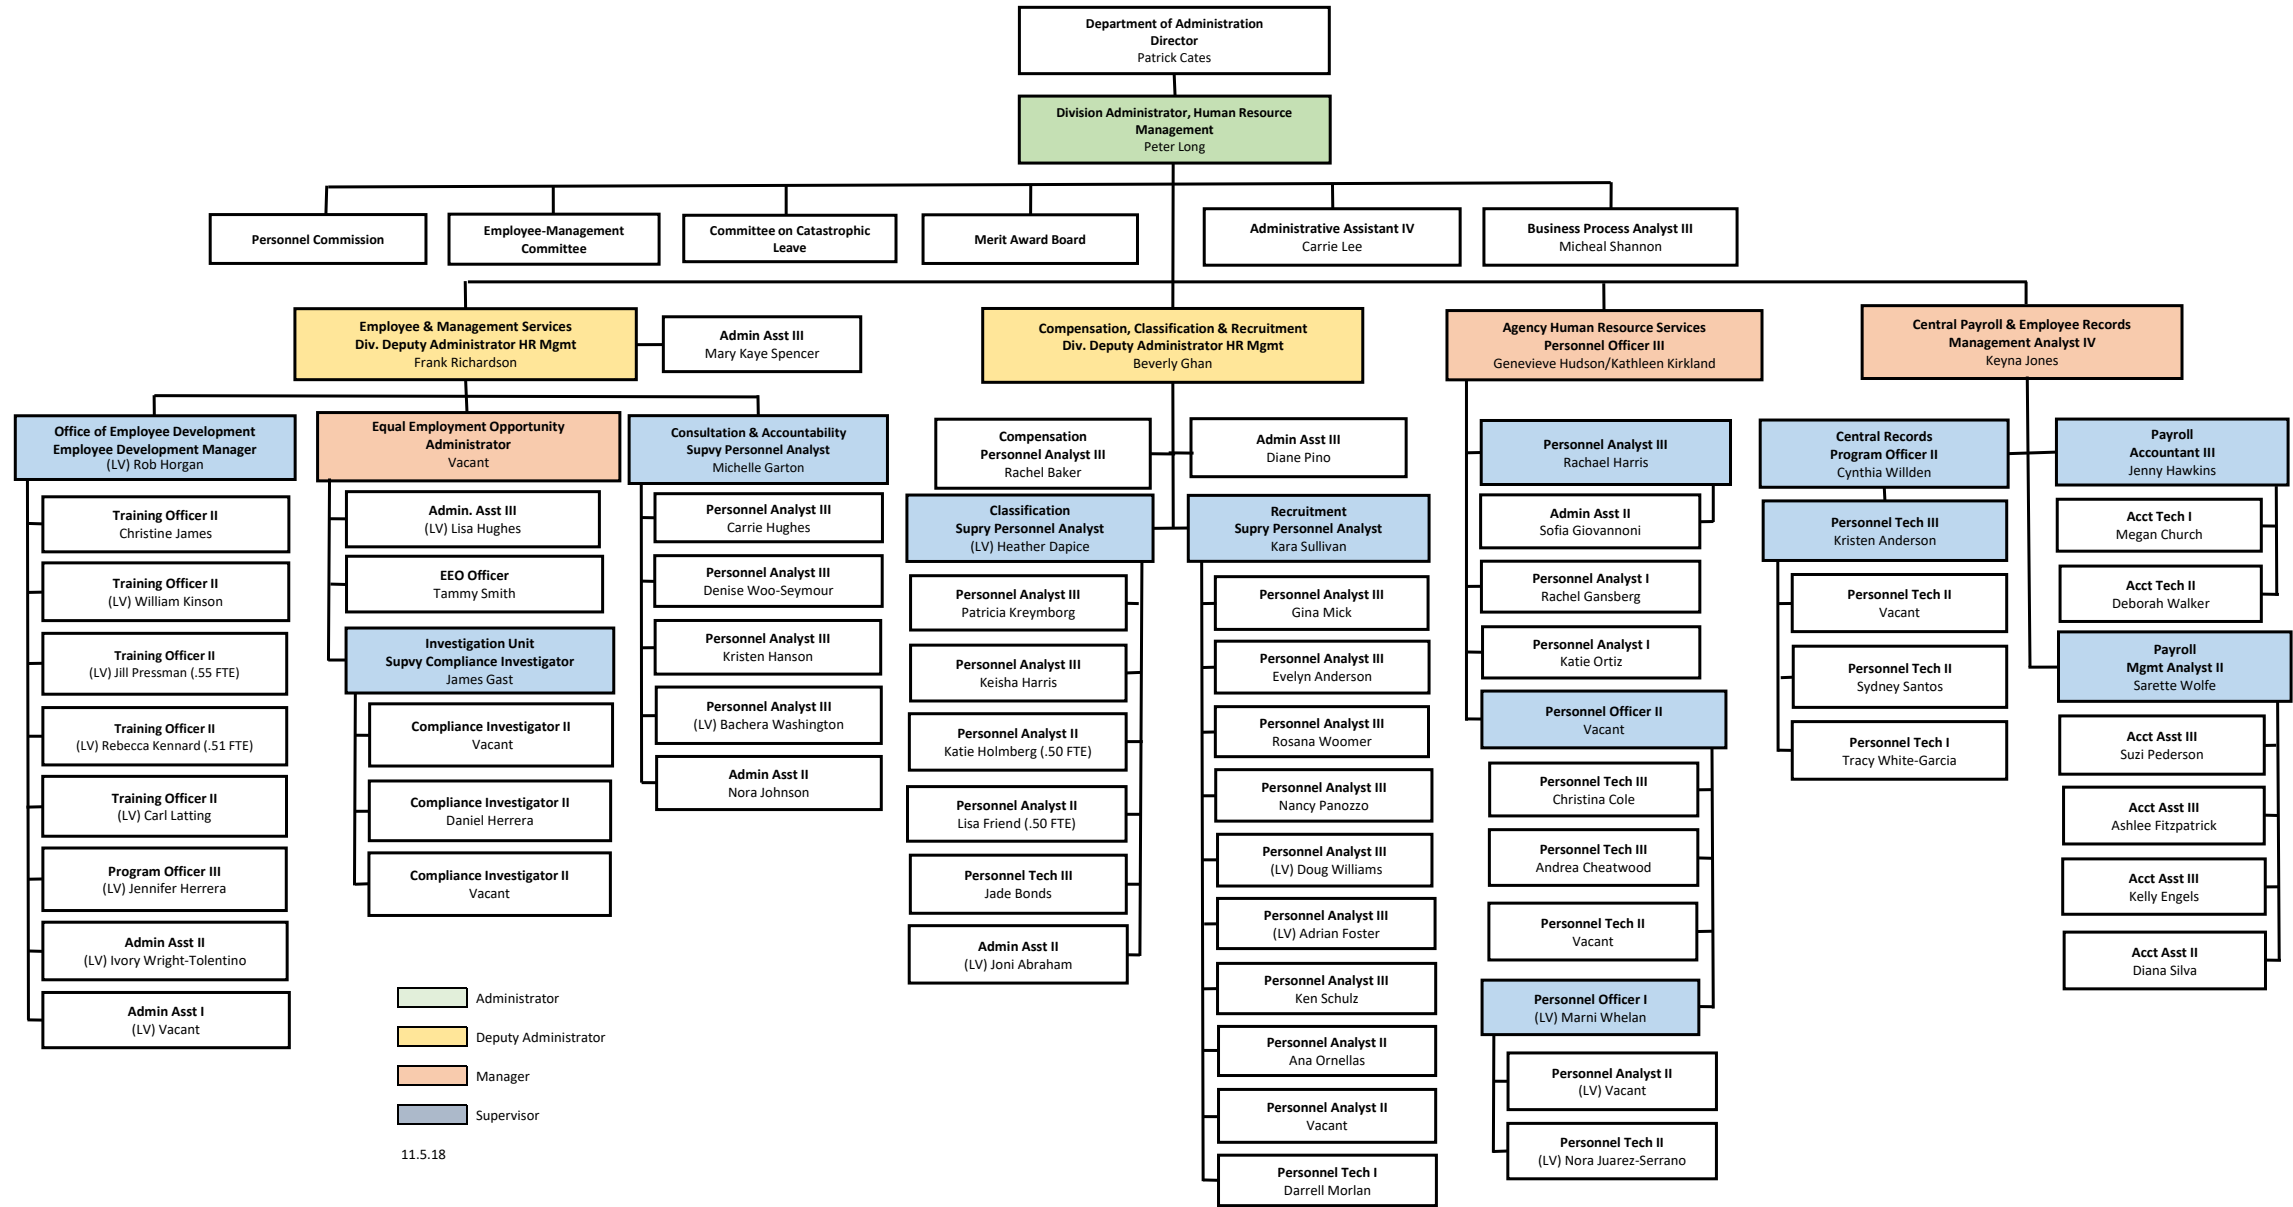 Department of Administration
Director
Patrick Cates
Division Administrator, Human Resource
Management
Peter Long
Personnel Commission
Employee-Management
Committee
Committee on Catastrophic
Leave
Merit Award Board
Administrative Assistant IV
Carrie Lee
Business Process Analyst III
Micheal Shannon
Employee & Management Services
Div. Deputy Administrator HR Mgmt
Frank Richardson
Admin Asst III
Mary Kaye Spencer
Compensation, Classification & Recruitment
Div. Deputy Administrator HR Mgmt
Beverly Ghan
Agency Human Resource Services
Personnel Officer III
Genevieve Hudson/Kathleen Kirkland
Central Payroll & Employee Records
Management Analyst IV
Keyna Jones
Office of Employee Development
Employee Development Manager
(LV) Rob Horgan
Training Officer II
Christine James
Training Officer II
(LV) William Kinson
Training Officer II
(LV) Jill Pressman (.55 FTE)
Training Officer II
(LV) Rebecca Kennard (.51 FTE)
Training Officer II
(LV) Carl Latting
Program Officer III
(LV) Jennifer Herrera
Admin Asst II
(LV) Ivory Wright-Tolentino
Admin Asst I
(LV) Vacant
Equal Employment Opportunity
Administrator
Vacant
Admin. Asst III
(LV) Lisa Hughes
EEO Officer
Tammy Smith
Investigation Unit
Supvy Compliance Investigator
James Gast
Compliance Investigator II
Vacant
Compliance Investigator II
Daniel Herrera
Compliance Investigator II
Vacant
Consultation & Accountability
Supvy Personnel Analyst
Michelle Garton
Personnel Analyst III
Carrie Hughes
Personnel Analyst III
Denise Woo-Seymour
Personnel Analyst III
Kristen Hanson
Personnel Analyst III
(LV) Bachera Washington
Admin Asst II
Nora Johnson
Compensation
Personnel Analyst III
Rachel Baker
Admin Asst III
Diane Pino
Classification
Supry Personnel Analyst
(LV) Heather Dapice
Personnel Analyst III
Patricia Kreymborg
Personnel Analyst III
Keisha Harris
Personnel Analyst II
Katie Holmberg (.50 FTE)
Personnel Analyst II
Lisa Friend (.50 FTE)
Personnel Tech III
Jade Bonds
Admin Asst II
(LV) Joni Abraham
Recruitment
Supry Personnel Analyst
Kara Sullivan
Personnel Analyst III
Gina Mick
Personnel Analyst III
Evelyn Anderson
Personnel Analyst III
Rosana Woomer
Personnel Analyst III
Nancy Panozzo
Personnel Analyst III
(LV) Doug Williams
Personnel Analyst III
(LV) Adrian Foster
Personnel Analyst III
Ken Schulz
Personnel Analyst II
Ana Ornellas
Personnel Analyst II
Vacant
Personnel Tech I
Darrell Morlan
Personnel Analyst III
Rachael Harris
Admin. Asst II
Sofia Giovannoni
Personnel Analyst I
Rachel Gansberg
Personnel Analyst I
Katie Ortiz
Personnel Officer II
Vacant
Personnel Tech III
Christina Cole
Personnel Tech III
Andrea Cheatwood
Personnel Tech II
Vacant
Personnel Officer I
(LV) Marni Whelan
Personnel Analyst II
(LV) Vacant
Personnel Tech II
(LV) Nora Juarez-Serrano
Central Records
Program Officer II
Cynthia Willden
Personnel Tech III
Kristen Anderson
Personnel Tech II
Vacant
Personnel Tech II
Sydney Santos
Personnel Tech I
Tracy White-Garcia
Payroll
Accountant III
Jenny Hawkins
Acct Tech I
Megan Church
Acct Tech II
Deborah Walker
Payroll
Mgmt Analyst II
Sarette Wolfe
Acct Asst III
Suzi Pederson
Acct Asst III
Ashlee Fitzpatrick
Acct Asst III
Kelly Engels
Acct Asst II
Diana Silva
Administrator
Deputy Administrator
Manager
Supervisor
11.5.18